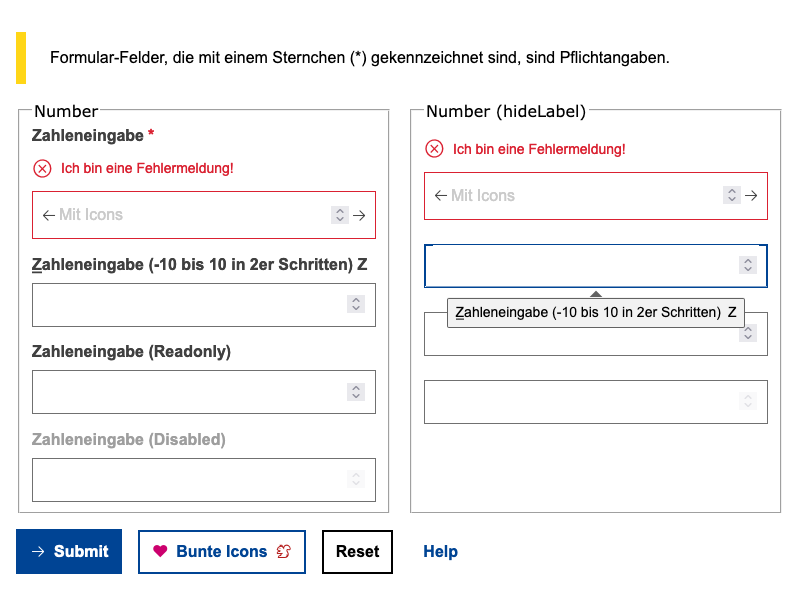 Formular-Felder, die mit einem Sternchen (*) gekennzeichnet sind, sind Pflichtangaben.
Number
Zahleneingabe *
Ich bin eine Fehlermeldung!
Mit Icons
Zahleneingabe (-10 bis 10 in 2er Schritten) Z
Zahleneingabe (Readonly)
Zahleneingabe (Disabled)
Number (hideLabel)
Ich bin eine Fehlermeldung!
Mit Icons
Zahleneingabe (-10 bis 10 in 2er Schritten) Z
Submit
Bunte Icons
Reset
Help